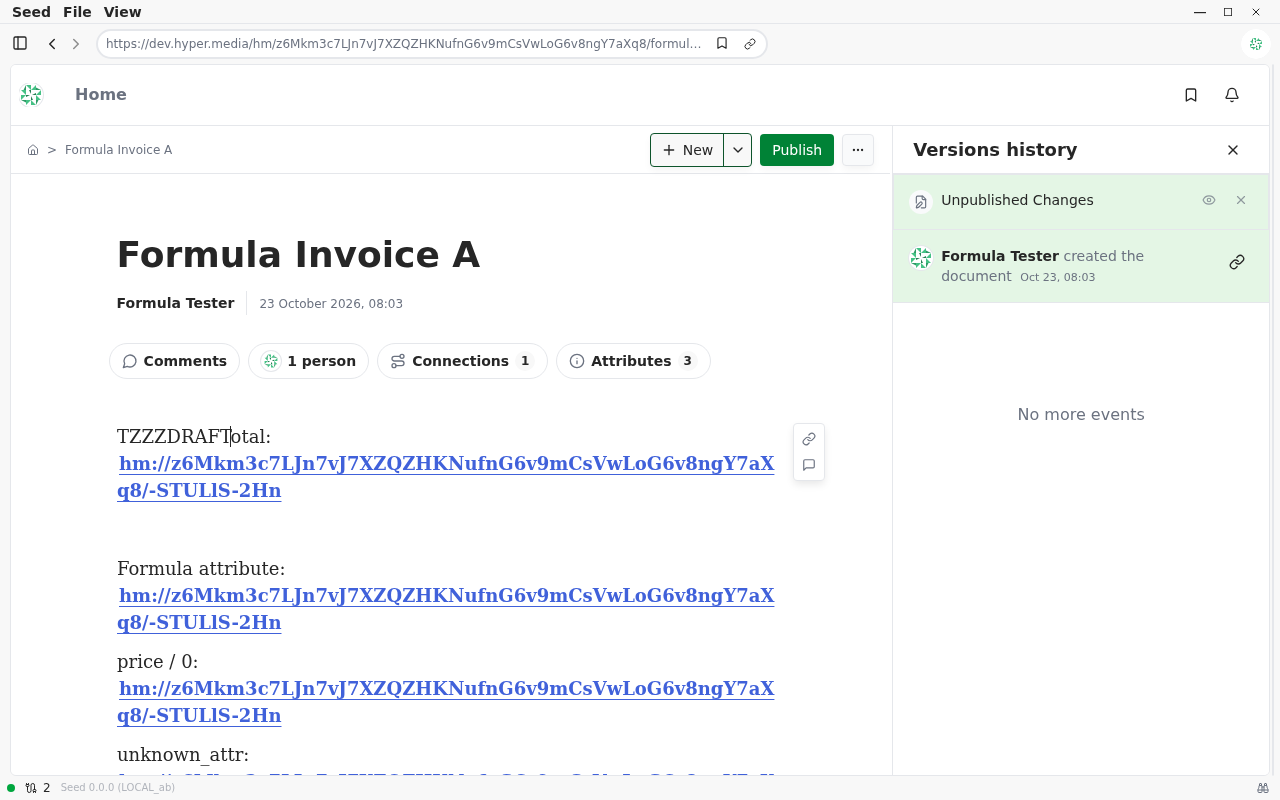 Seed File View
https://dev.hyper.media/hm/z6Mkm3c7LJn7vJ7XZQZHKNufnG6v9mCsVwLoG6v8ngY7aXq8/formul...
Home
> Formula Invoice A
New
Publish
Versions history
Unpublished Changes
Formula Tester created the
document Oct 23, 08:03
No more events
Formula Invoice A
Formula Tester
23 October 2026, 08:03
Comments
1 person
Connections 1
Attributes 3
TZZZDRAFTotal:
hm://z6Mkm3c7LJn7vJ7XZQZHKNufnG6v9mCsVwLoG6v8ngY7aX
q8/-STULlS-2Hn
Formula attribute:
hm://z6Mkm3c7LJn7vJ7XZQZHKNufnG6v9mCsVwLoG6v8ngY7aX
q8/-STULlS-2Hn
price / 0:
hm://z6Mkm3c7LJn7vJ7XZQZHKNufnG6v9mCsVwLoG6v8ngY7aX
q8/-STULlS-2Hn
unknown_attr:
2 Seed 0.0.0 (LOCAL_ab)